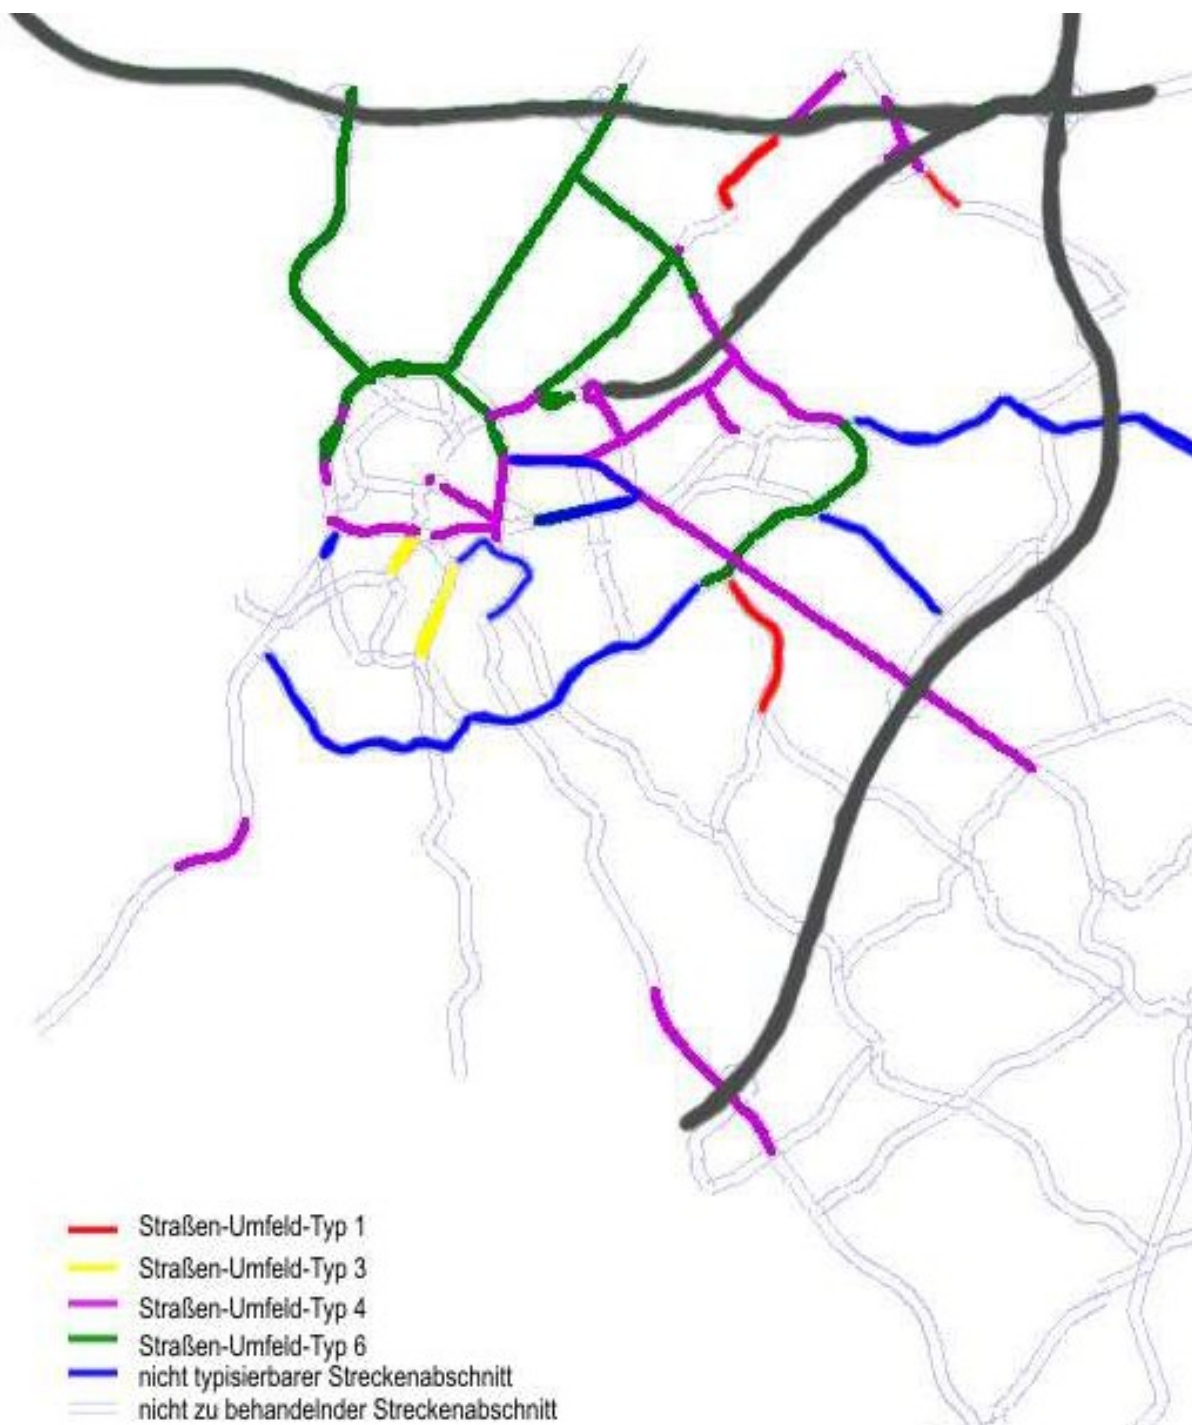 Straßen-Umfeld-Typ 1
Straßen-Umfeld-Typ 3
Straßen-Umfeld-Typ 4
Straßen-Umfeld-Typ 6
nicht typisierbarer Streckenabschnitt
nicht zu behandelnder Streckenabschnitt